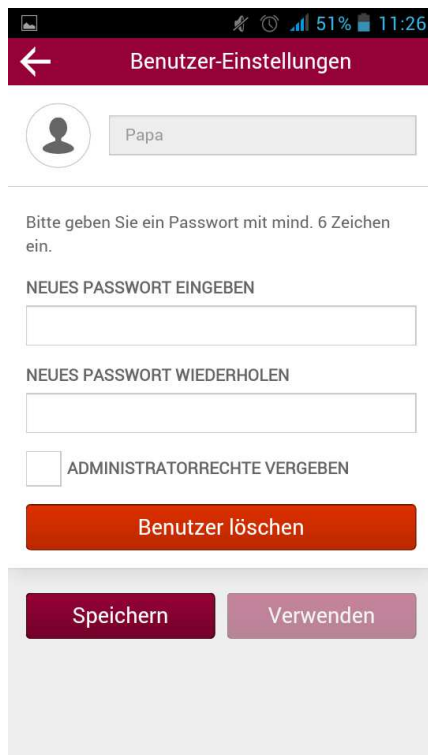 51% 11:26
Benutzer-Einstellungen
Papa
Bitte geben Sie ein Passwort mit mind. 6 Zeichen
ein.
NEUES PASSWORT EINGEBEN
NEUES PASSWORT WIEDERHOLEN
ADMINISTRATORRECHTE VERGEBEN
Benutzer löschen
Speichern Verwenden